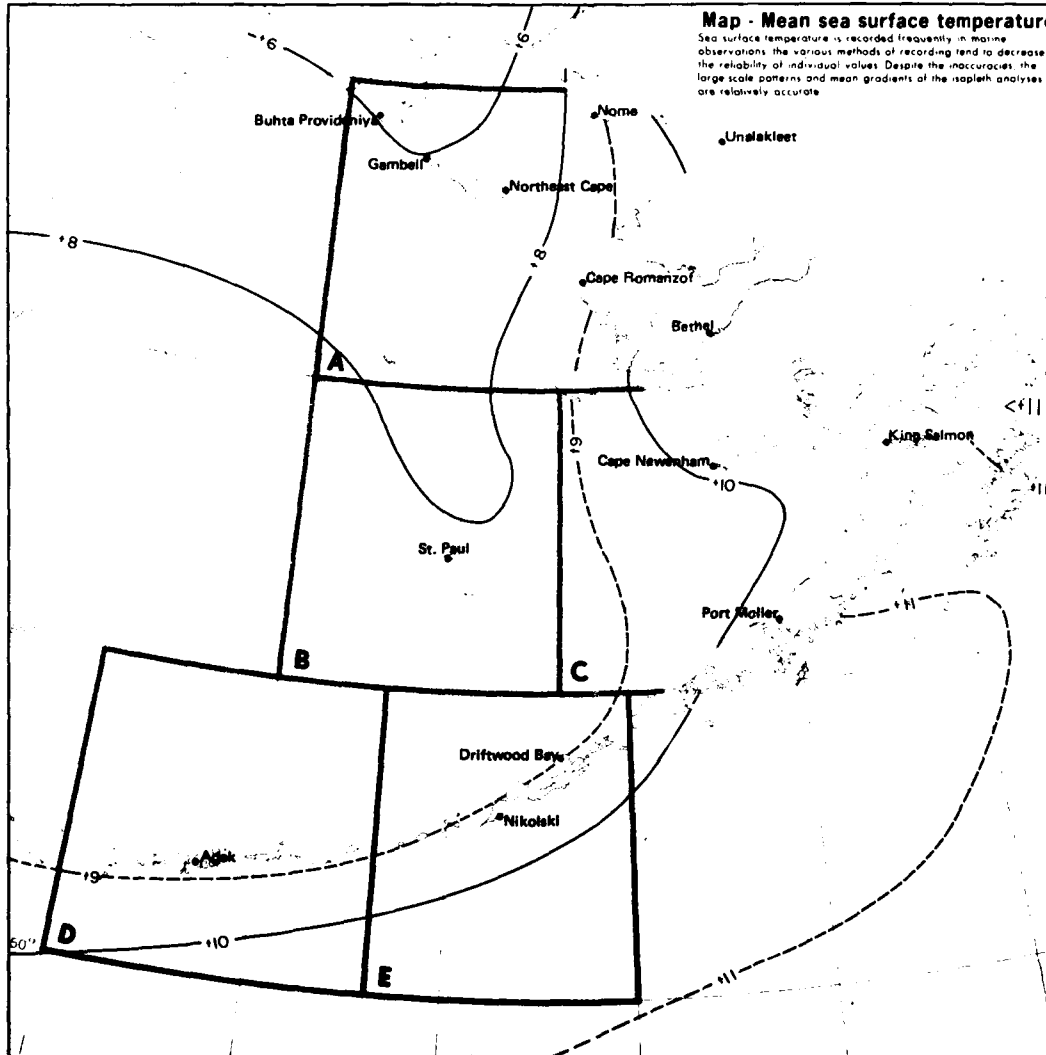 Map - Mean sea surface temperature
Sea surface temperature is recorded frequently in marine
observations the various methods of recording tend to decrease
the reliability of individual values Despite the inaccuracies, the
large scale patterns and mean gradients of the isopleth analyses
are relatively accurate
+6
+6
Buhta Provideniya
Nome
Unalakleet
Gambell
Northeast Cape
+8
+8
Cape Romanzof
Bethel
A
<+11
King Salmon
+9
Cape Newenham
+10
+11
St. Paul
+11
Port Moller
B
C
Driftwood Bay
Nikolski
Adak
+9
D
+10
50°
E
+11